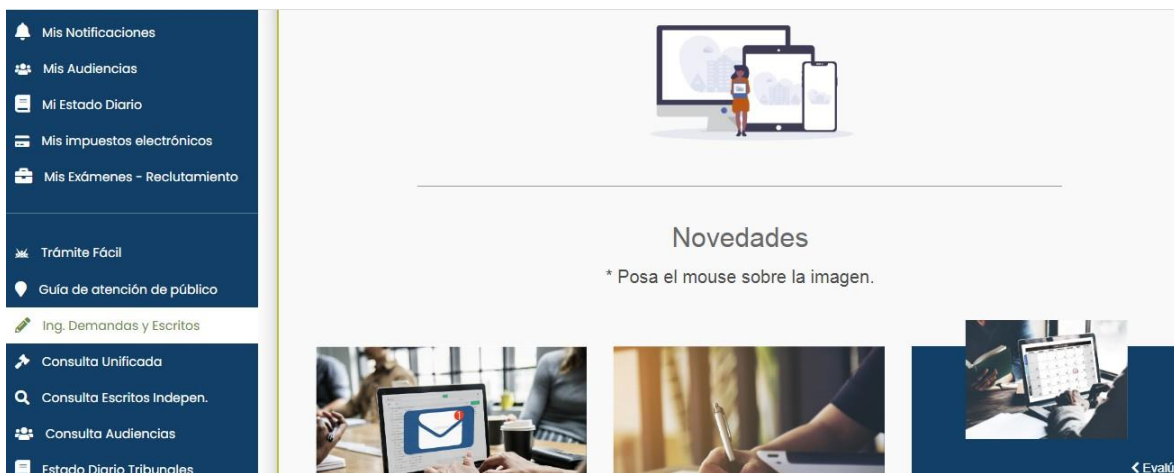 Mis Notificaciones
Mis Audiencias
Mi Estado Diario
Mis impuestos electrónicos
Mis Exámenes - Reclutamiento
Trámite Fácil
Guía de atención de público
Ing. Demandas y Escritos
Consulta Unificada
Consulta Escritos Indepen.
Consulta Audiencias
Estado Diario Tribunales
Novedades
* Posa el mouse sobre la imagen.